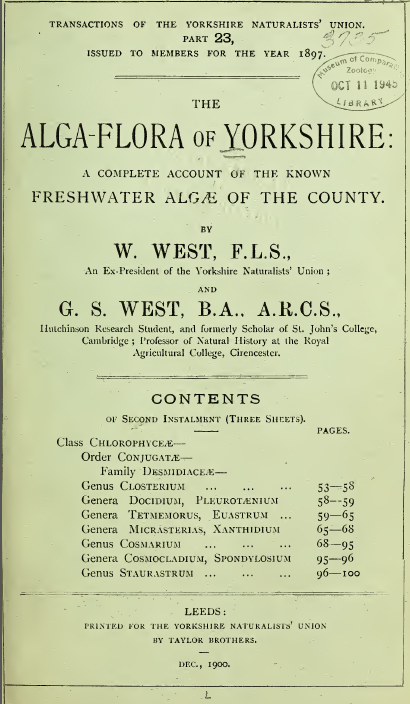 TRANSACTIONS OF THE YORKSHIRE NATURALISTS' UNION.
PART 23,
ISSUED TO MEMBERS FOR THE YEAR 1897.
3725
Museum of Comparative
Zoology
OCT 11 1945
LIBRARY
THE
ALGA-FLORA OF YORKSHIRE:
A COMPLETE ACCOUNT OF THE KNOWN
FRESHWATER ALGÆ OF THE COUNTY.
BY
W. WEST, F.L.S.,
An Ex-President of the Yorkshire Naturalists' Union;
AND
G. S. WEST, B.A., A.R.C.S.,
Hutchinson Research Student, and formerly Scholar of St. John's College,
Cambridge; Professor of Natural History at the Royal
Agricultural College, Cirencester.
CONTENTS
OF SECOND INSTALMENT (THREE SHEETS).
PAGES.
Class CHLOROPHYCEÆ—
Order CONJUGATÆ—
Family DESMIDIACEÆ—
Genus CLOSTERIUM ... ... ... 53—58
Genera DOCIDIUM, PLEUROTÆNIUM 58—59
Genera TETMEMORUS, EUASTRUM ... 59—65
Genera MICRASTERIAS, XANTHIDIUM 65—68
Genus COSMARIUM ... ... ... 68—95
Genera COSMOCLADIUM, SPONDYLOSIUM 95—96
Genus STAURASTRUM ... ... ... 96—100
LEEDS:
PRINTED FOR THE YORKSHIRE NATURALISTS' UNION
BY TAYLOR BROTHERS.
DEC., 1900.
L